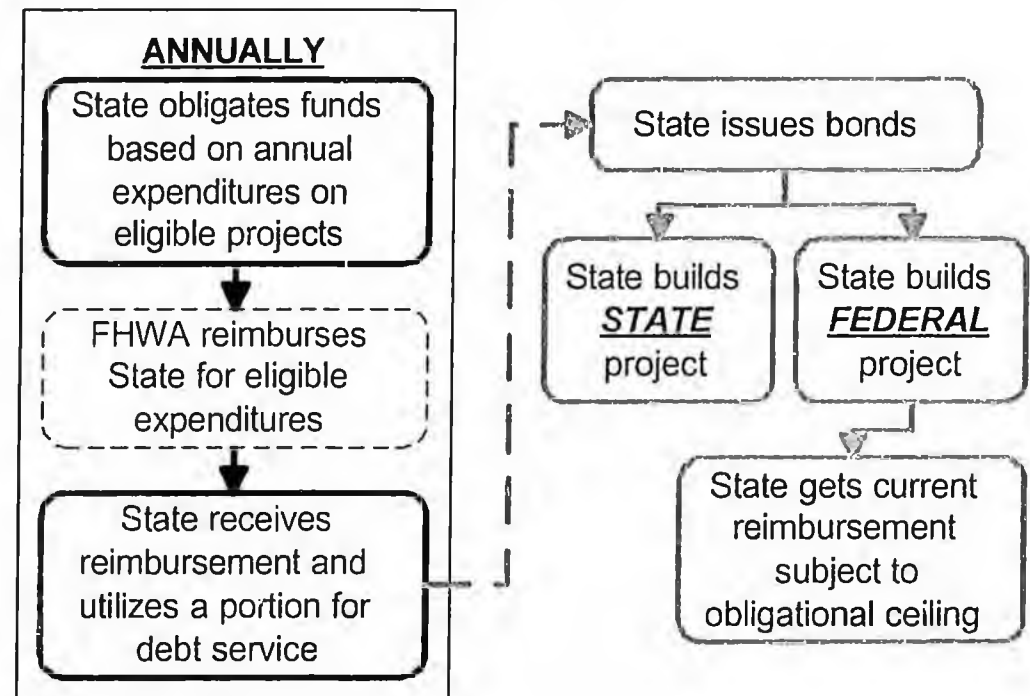 ANNUALLY
State obligates funds
based on annual
expenditures on
eligible projects
FHWA reimburses
State for eligible
expenditures
State receives
reimbursement and
utilizes a portion for
debt service
State issues bonds
State builds
STATE
project
State builds
FEDERAL
project
State gets current
reimbursement
subject to
obligational ceiling